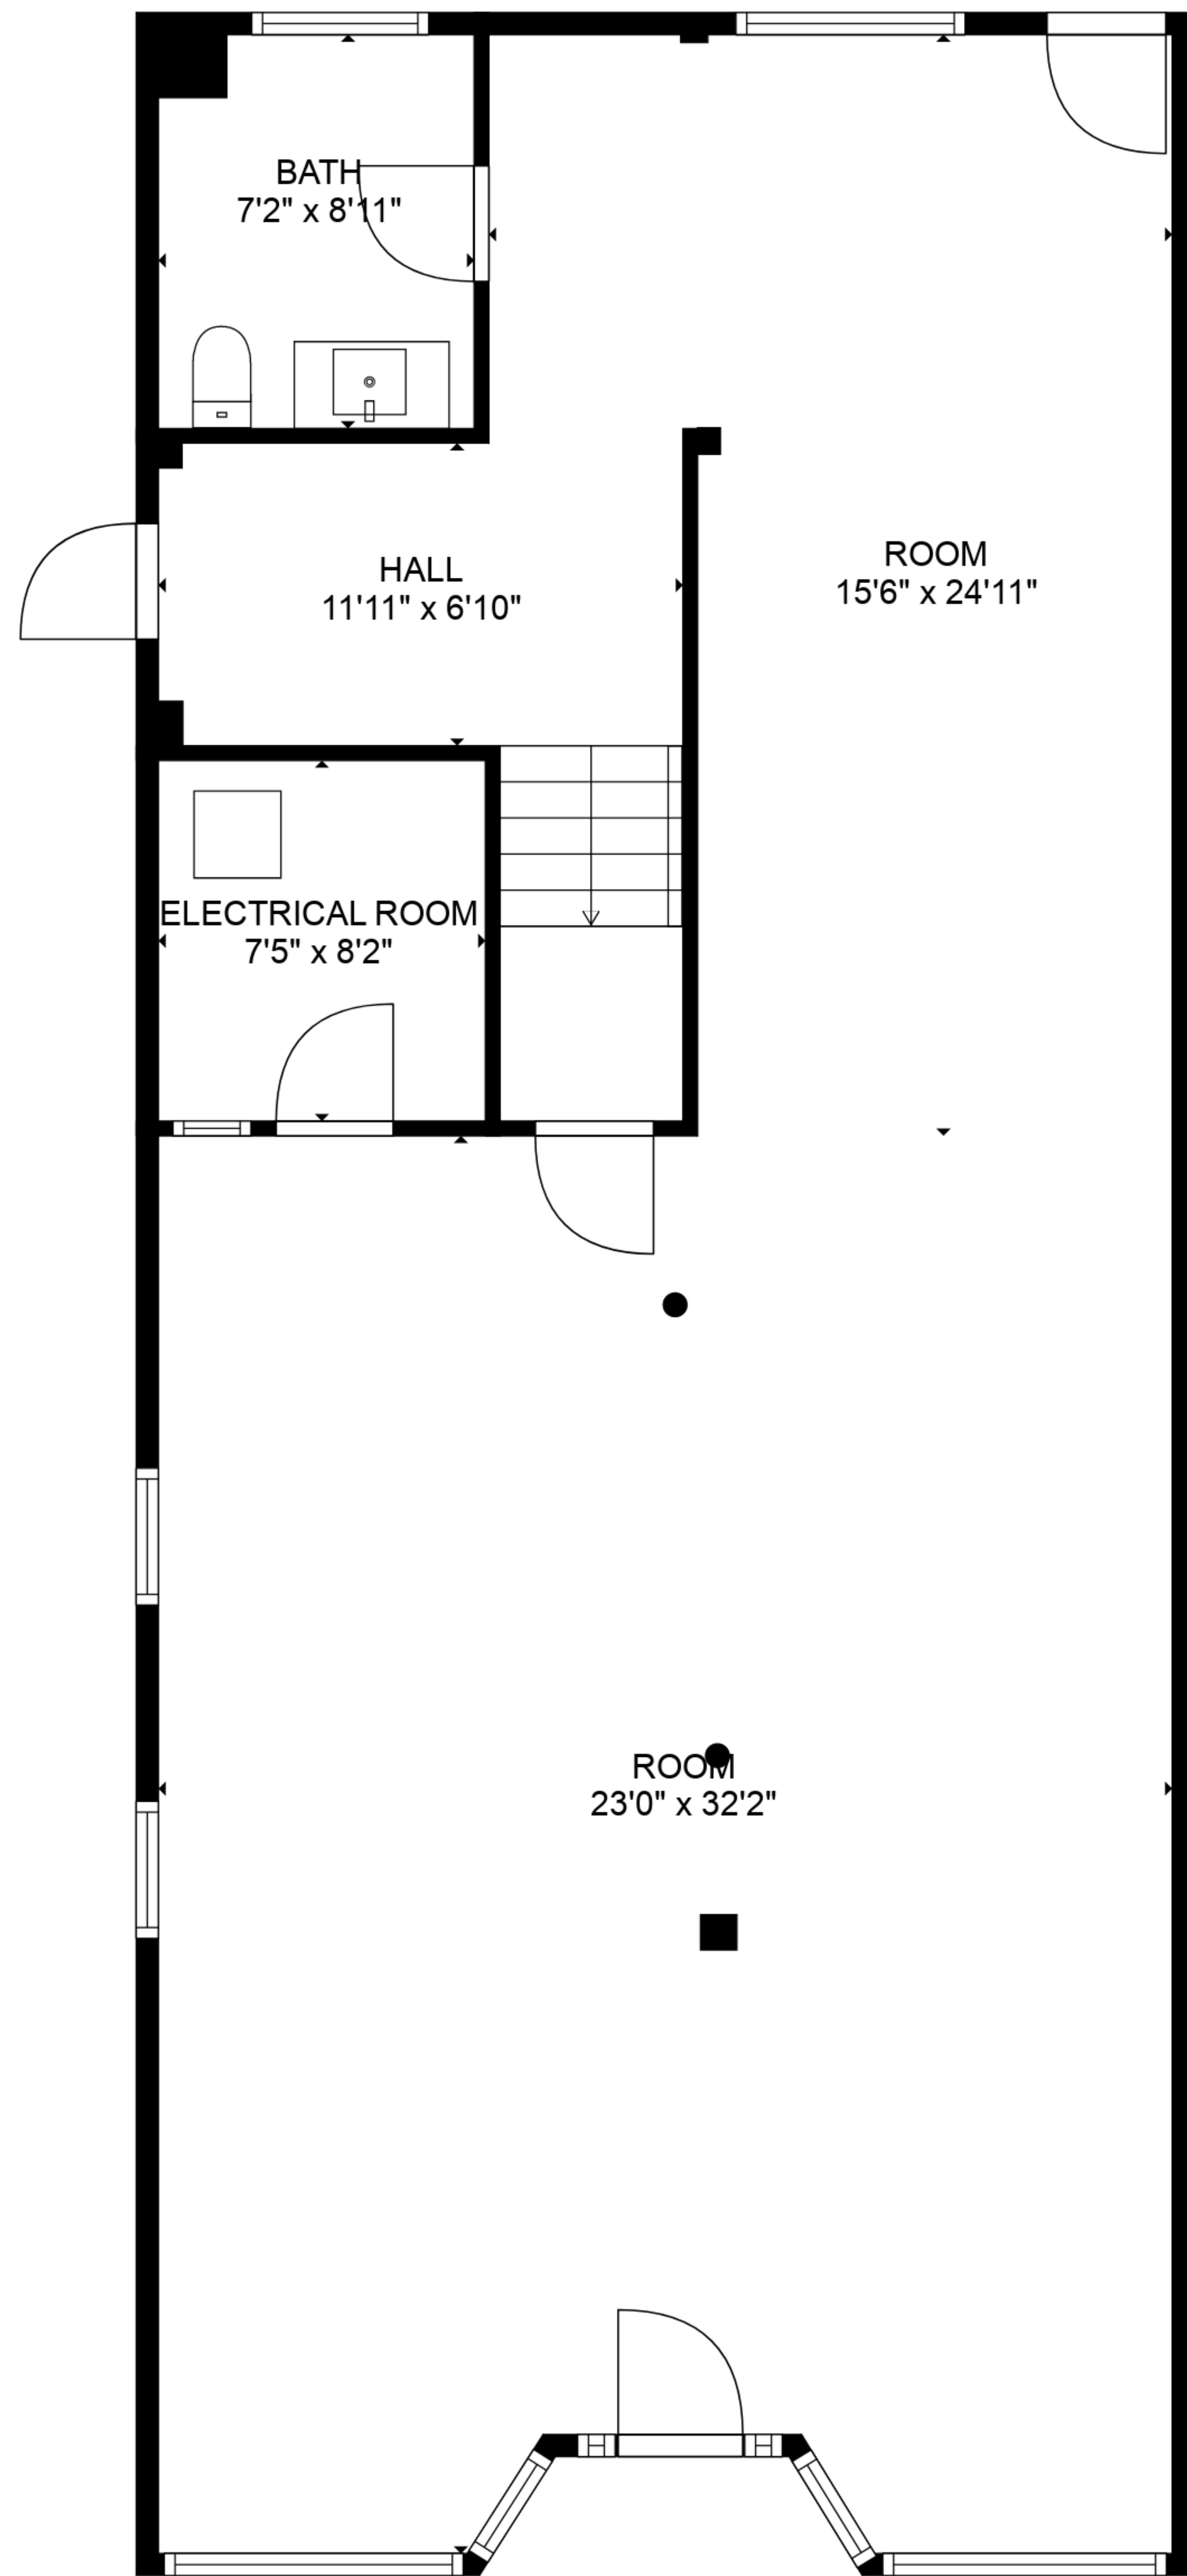 BATH
7'2" x 8'11"
HALL
11'11" x 6'10"
ROOM
15'6" x 24'11"
ELECTRICAL ROOM
7'5" x 8'2"
ROOM
23'0" x 32'2"